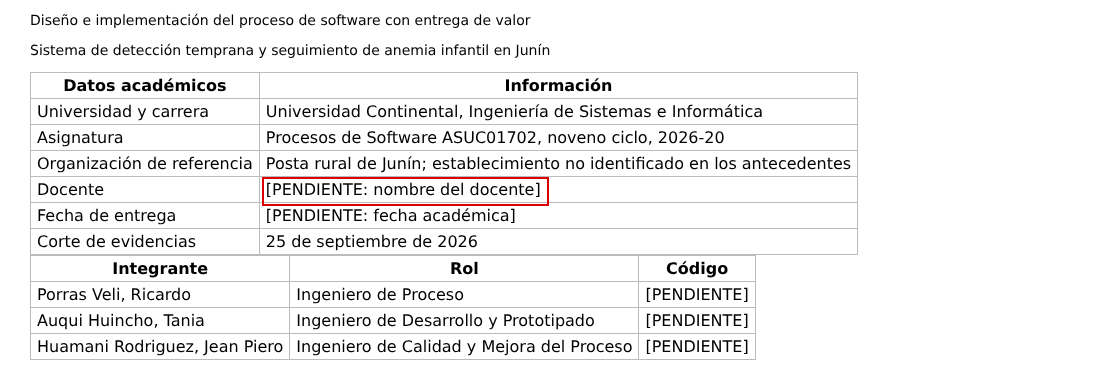 Diseño e implementación del proceso de software con entrega de valor
Sistema de detección temprana y seguimiento de anemia infantil en Junín
Datos académicos Información
Universidad y carrera Universidad Continental, Ingeniería de Sistemas e Informática
Asignatura Procesos de Software ASUC01702, noveno ciclo, 2026-20
Organización de referencia Posta rural de Junín; establecimiento no identificado en los antecedentes
Docente [PENDIENTE: nombre del docente]
Fecha de entrega [PENDIENTE: fecha académica]
Corte de evidencias 25 de septiembre de 2026
Integrante Rol Código
Porras Veli, Ricardo Ingeniero de Proceso [PENDIENTE]
Auqui Huincho, Tania Ingeniero de Desarrollo y Prototipado [PENDIENTE]
Huamani Rodriguez, Jean Piero Ingeniero de Calidad y Mejora del Proceso [PENDIENTE]